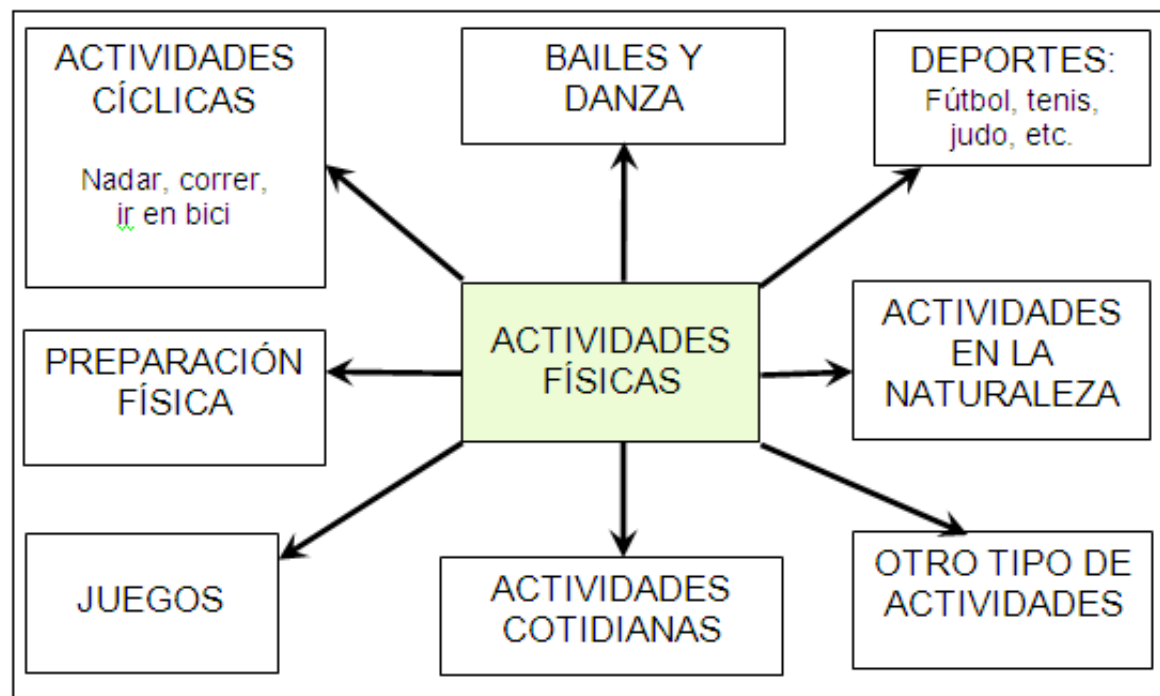 ACTIVIDADES
CÍCLICAS
Nadar, correr,
ir en bici
BAILES Y
DANZA
DEPORTES:
Fútbol, tenis,
judo, etc.
PREPARACIÓN
FÍSICA
ACTIVIDADES
FÍSICAS
ACTIVIDADES
EN LA
NATURALEZA
JUEGOS
ACTIVIDADES
COTIDIANAS
OTRO TIPO DE
ACTIVIDADES